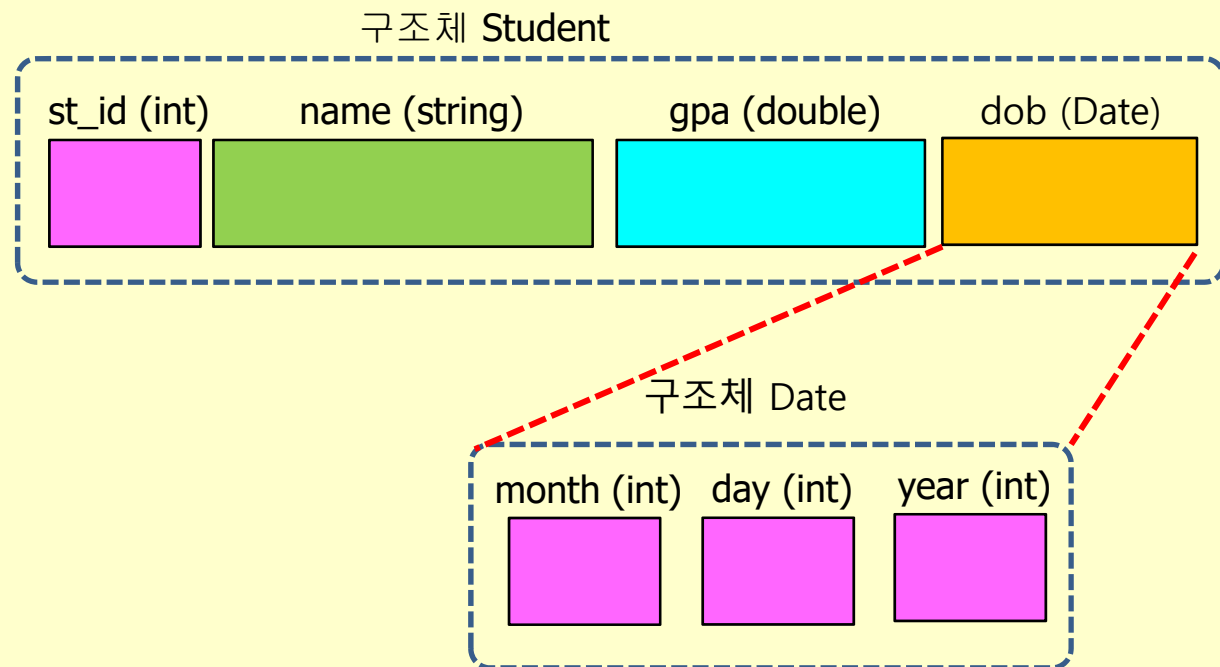 구조체 Student
st_id (int) name (string) gpa (double) dob (Date)
구조체 Date
month (int) day (int) year (int)